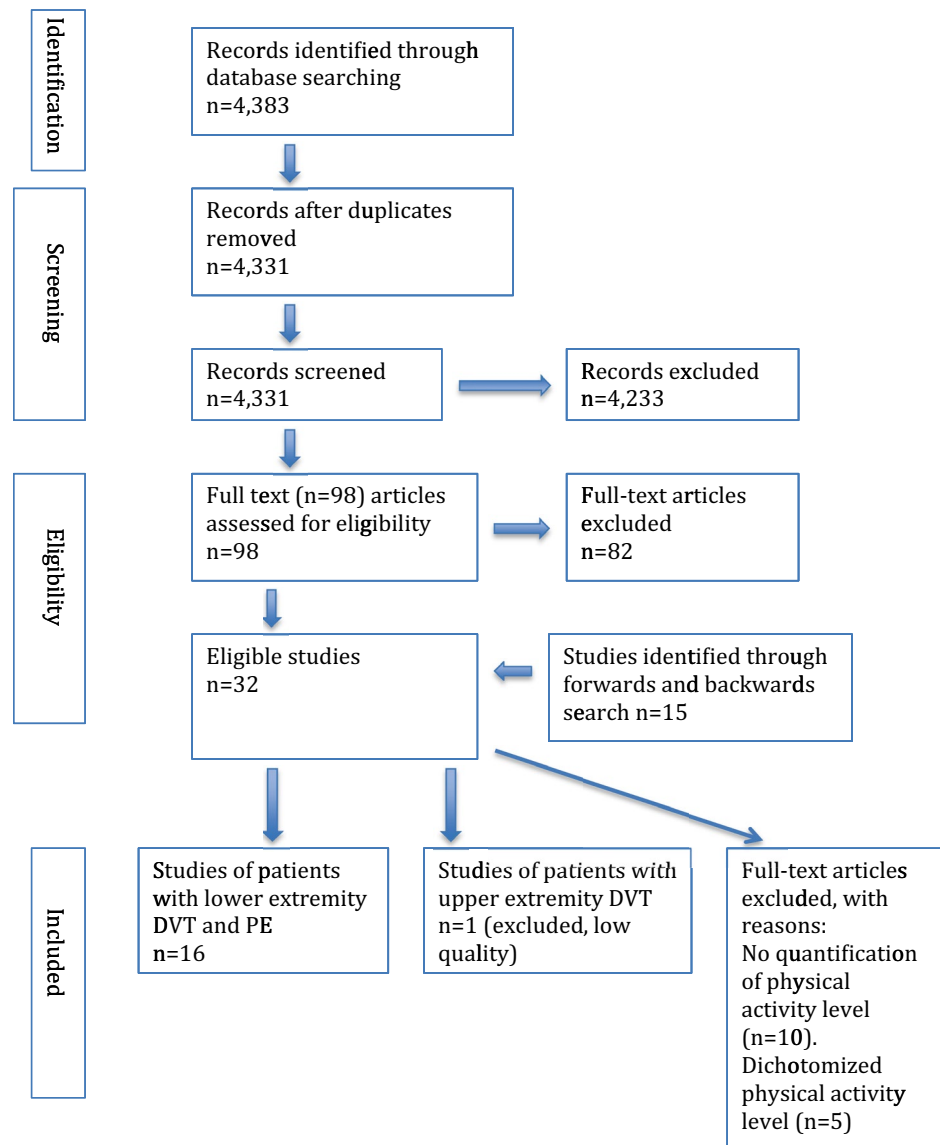 Identification
Records identified through
database searching
n=4,383
Screening
Records after duplicates
removed
n=4,331
Records screened
n=4,331
Records excluded
n=4,233
Eligibility
Full text (n=98) articles
assessed for eligibility
n=98
Full-text articles
excluded
n=82
Eligible studies
n=32
Studies identified through
forwards and backwards
search n=15
Included
Studies of patients
with lower extremity
DVT and PE
n=16
Studies of patients with
upper extremity DVT
n=1 (excluded, low
quality)
Full-text articles
excluded, with
reasons:
No quantification
of physical
activity level
(n=10).
Dichotomized
physical activity
level (n=5)